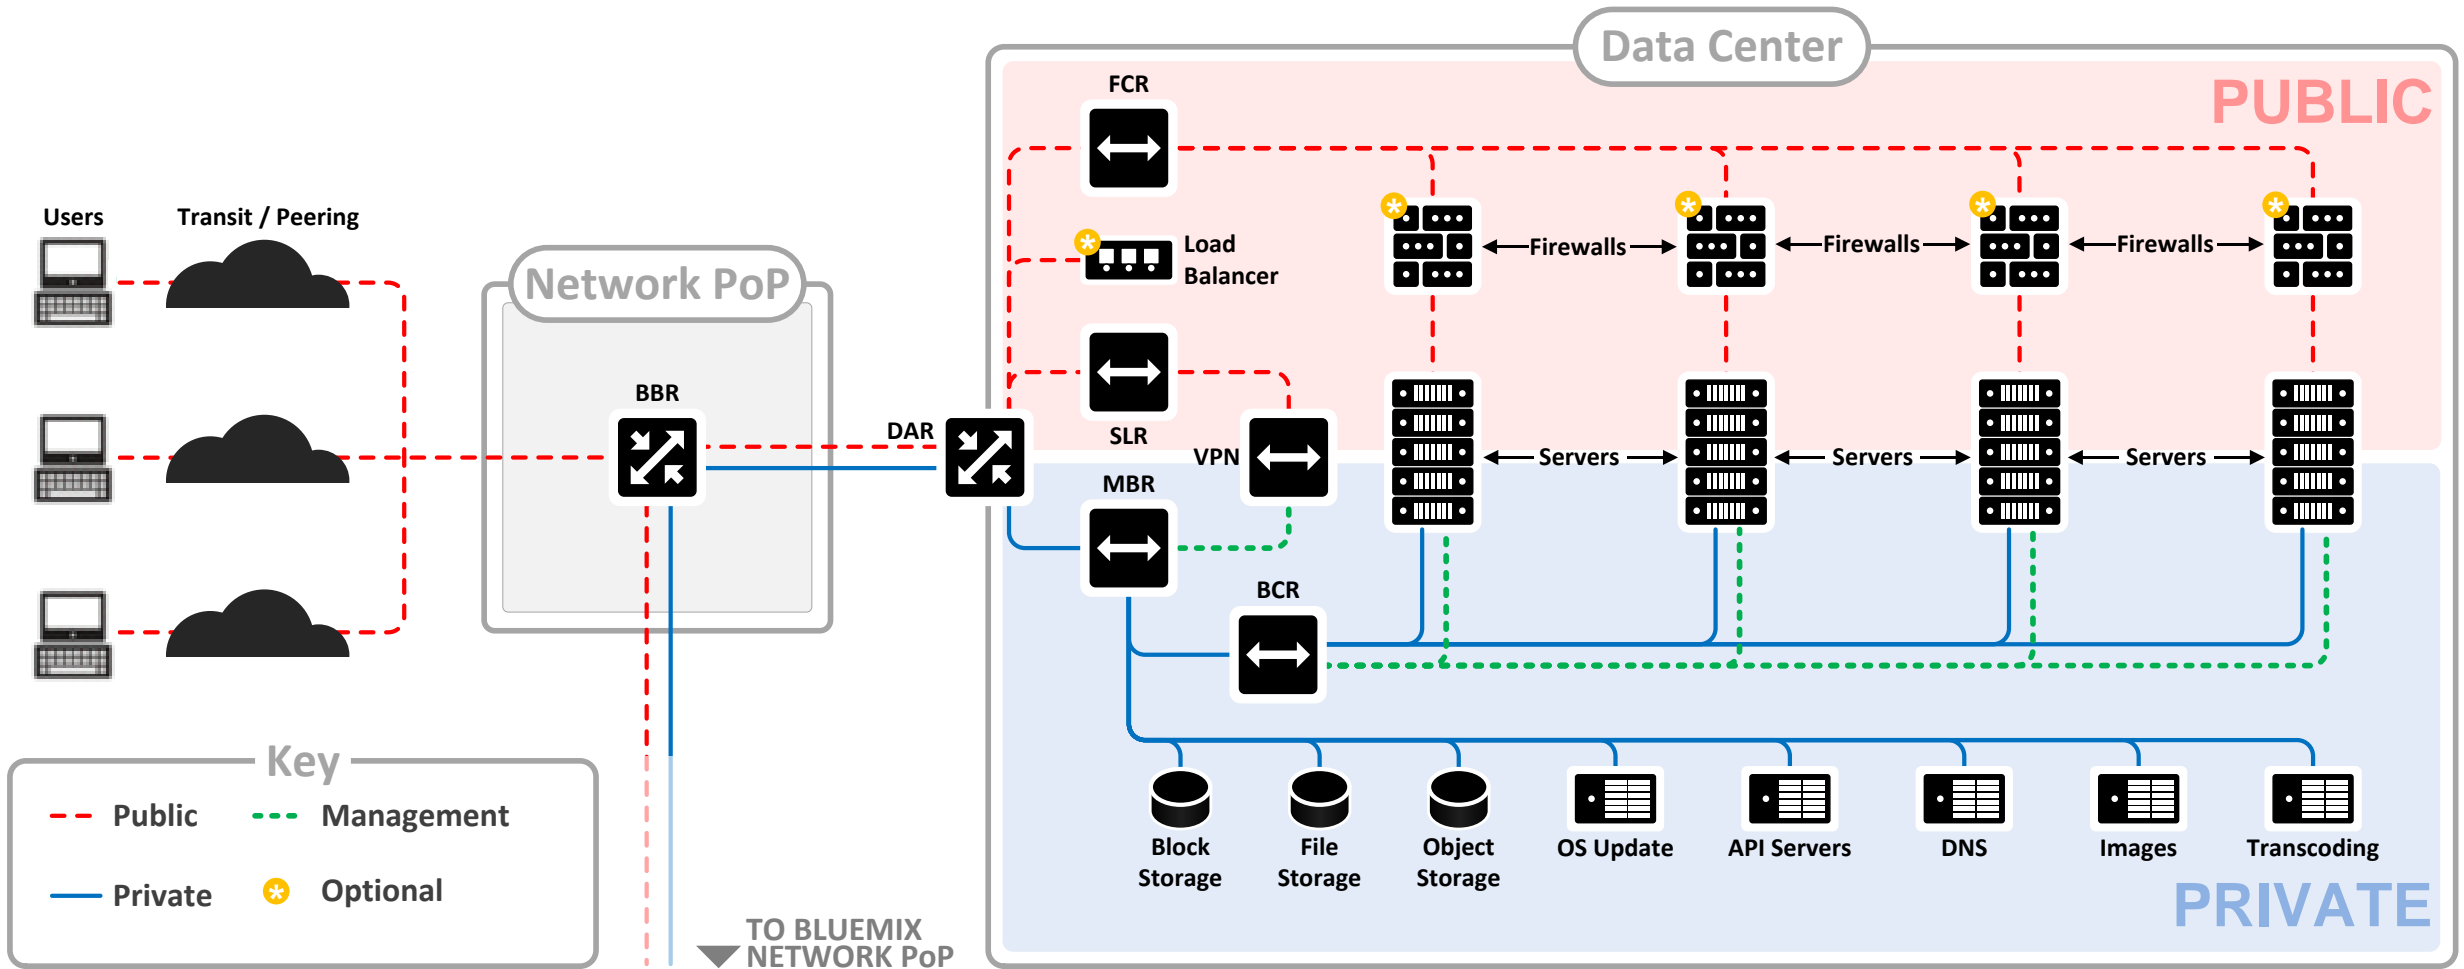 Data Center
PUBLIC
FCR
Users
Transit / Peering
Load
Balancer
Firewalls
Firewalls
Firewalls
Network PoP
BBR
DAR
SLR
VPN
Servers
Servers
Servers
MBR
BCR
Key
Public
Management
Private
Optional
Block
Storage
File
Storage
Object
Storage
OS Update
API Servers
DNS
Images
Transcoding
PRIVATE
TO BLUEMIX
NETWORK PoP